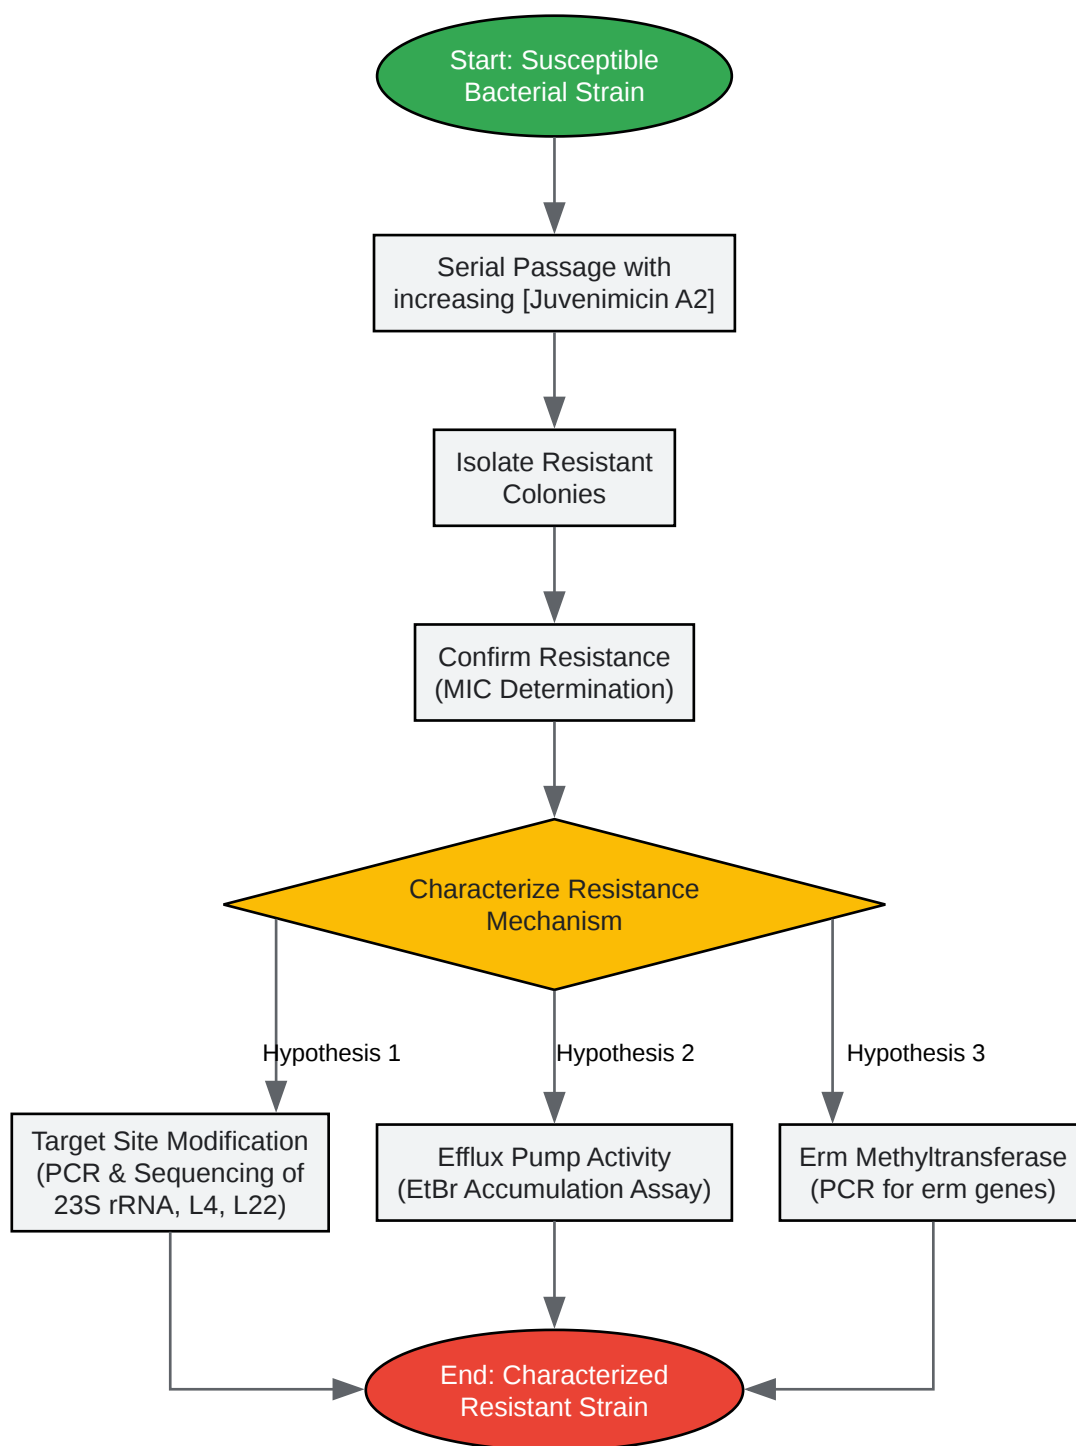 Start: Susceptible
Bacterial Strain
Serial Passage with
increasing [Juvenimicin A2]
Isolate Resistant
Colonies
Confirm Resistance
(MIC Determination)
Characterize Resistance
Mechanism
Hypothesis 1
Hypothesis 2
Hypothesis 3
Target Site Modification
(PCR & Sequencing of
23S rRNA, L4, L22)
Efflux Pump Activity
(EtBr Accumulation Assay)
Erm Methyltransferase
(PCR for erm genes)
End: Characterized
Resistant Strain